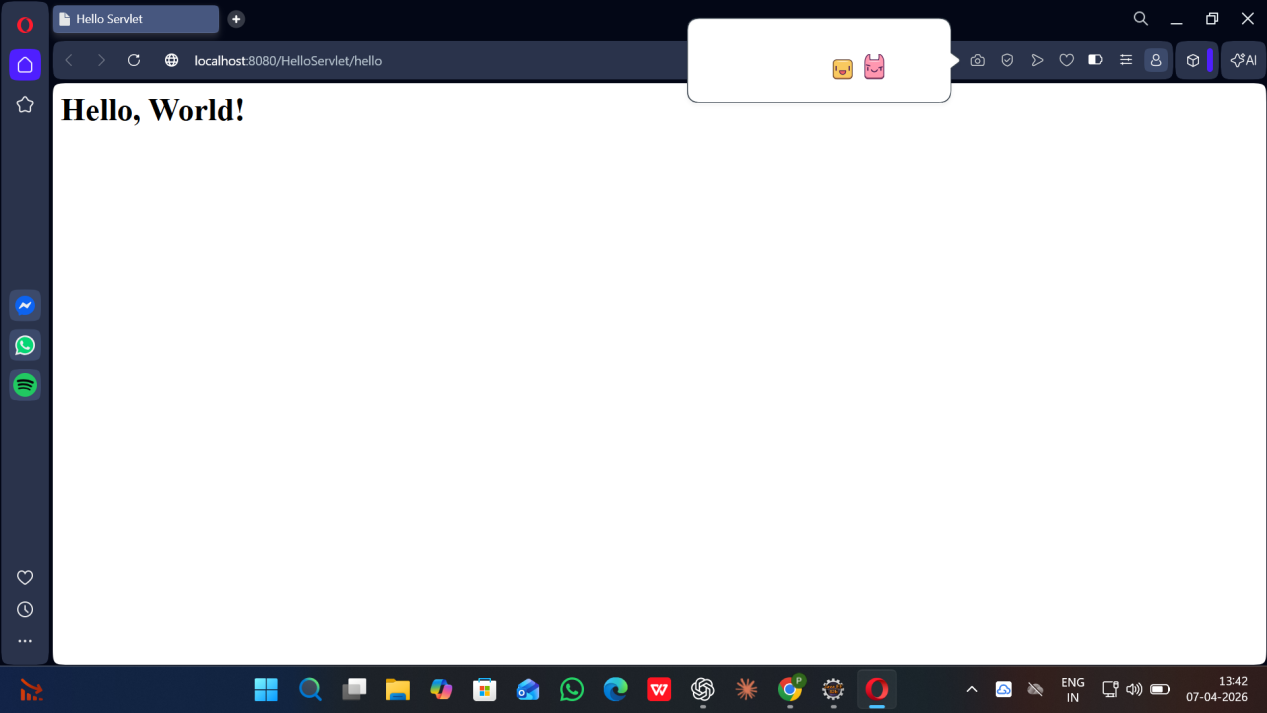 Hello Servlet
localhost:8080/HelloServlet/hello
AI
Hello, World!
P
ENG
IN
13:42
07-04-2026